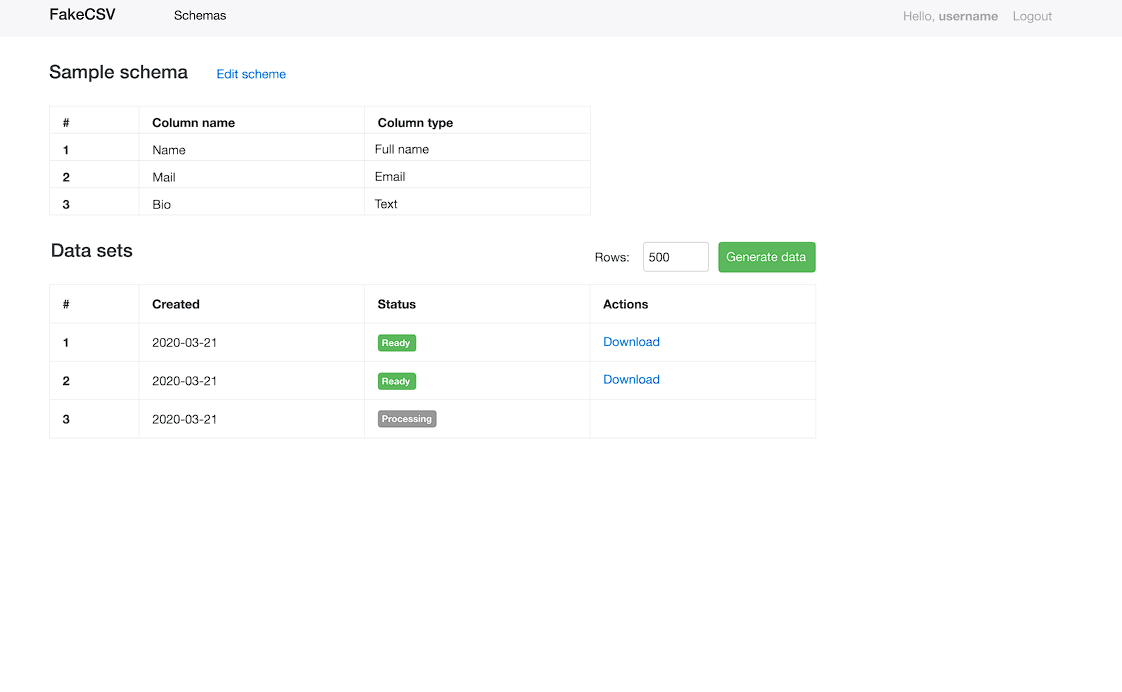 FakeCSV Schemas Hello, username Logout
Sample schema Edit scheme
# Column name Column type
1 Name Full name
2 Mail Email
3 Bio Text
Data sets Rows: 500 Generate data
# Created Status Actions
1 2020-03-21 Ready Download
2 2020-03-21 Ready Download
3 2020-03-21 Processing